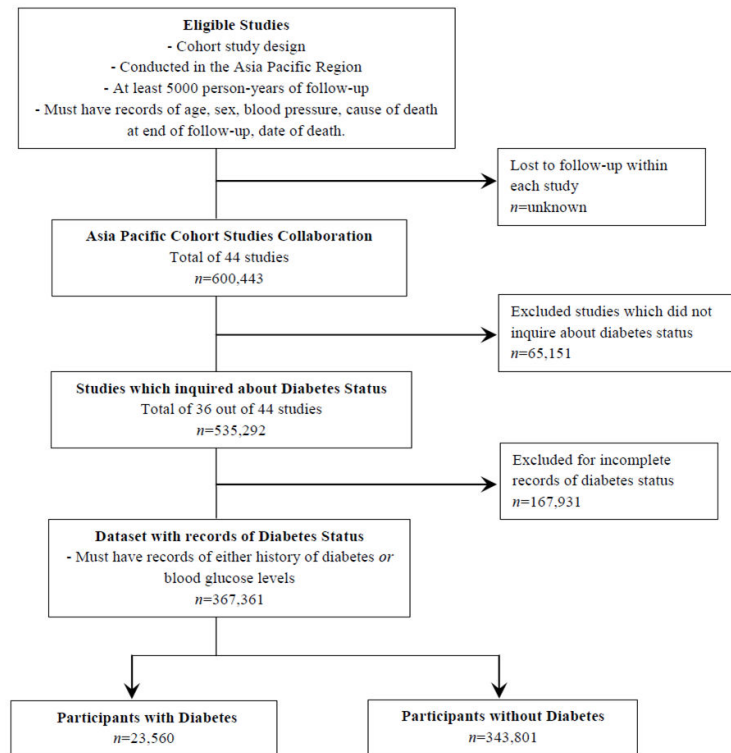 Eligible Studies
- Cohort study design
- Conducted in the Asia Pacific Region
- At least 5000 person-years of follow-up
- Must have records of age, sex, blood pressure, cause of death
at end of follow-up, date of death.
Lost to follow-up within
each study
n=unknown
Asia Pacific Cohort Studies Collaboration
Total of 44 studies
n=600,443
Excluded studies which did not
inquire about diabetes status
n=65,151
Studies which inquired about Diabetes Status
Total of 36 out of 44 studies
n=535,292
Excluded for incomplete
records of diabetes status
n=167,931
Dataset with records of Diabetes Status
- Must have records of either history of diabetes or
blood glucose levels
n=367,361
Participants with Diabetes
n=23,560
Participants without Diabetes
n=343,801